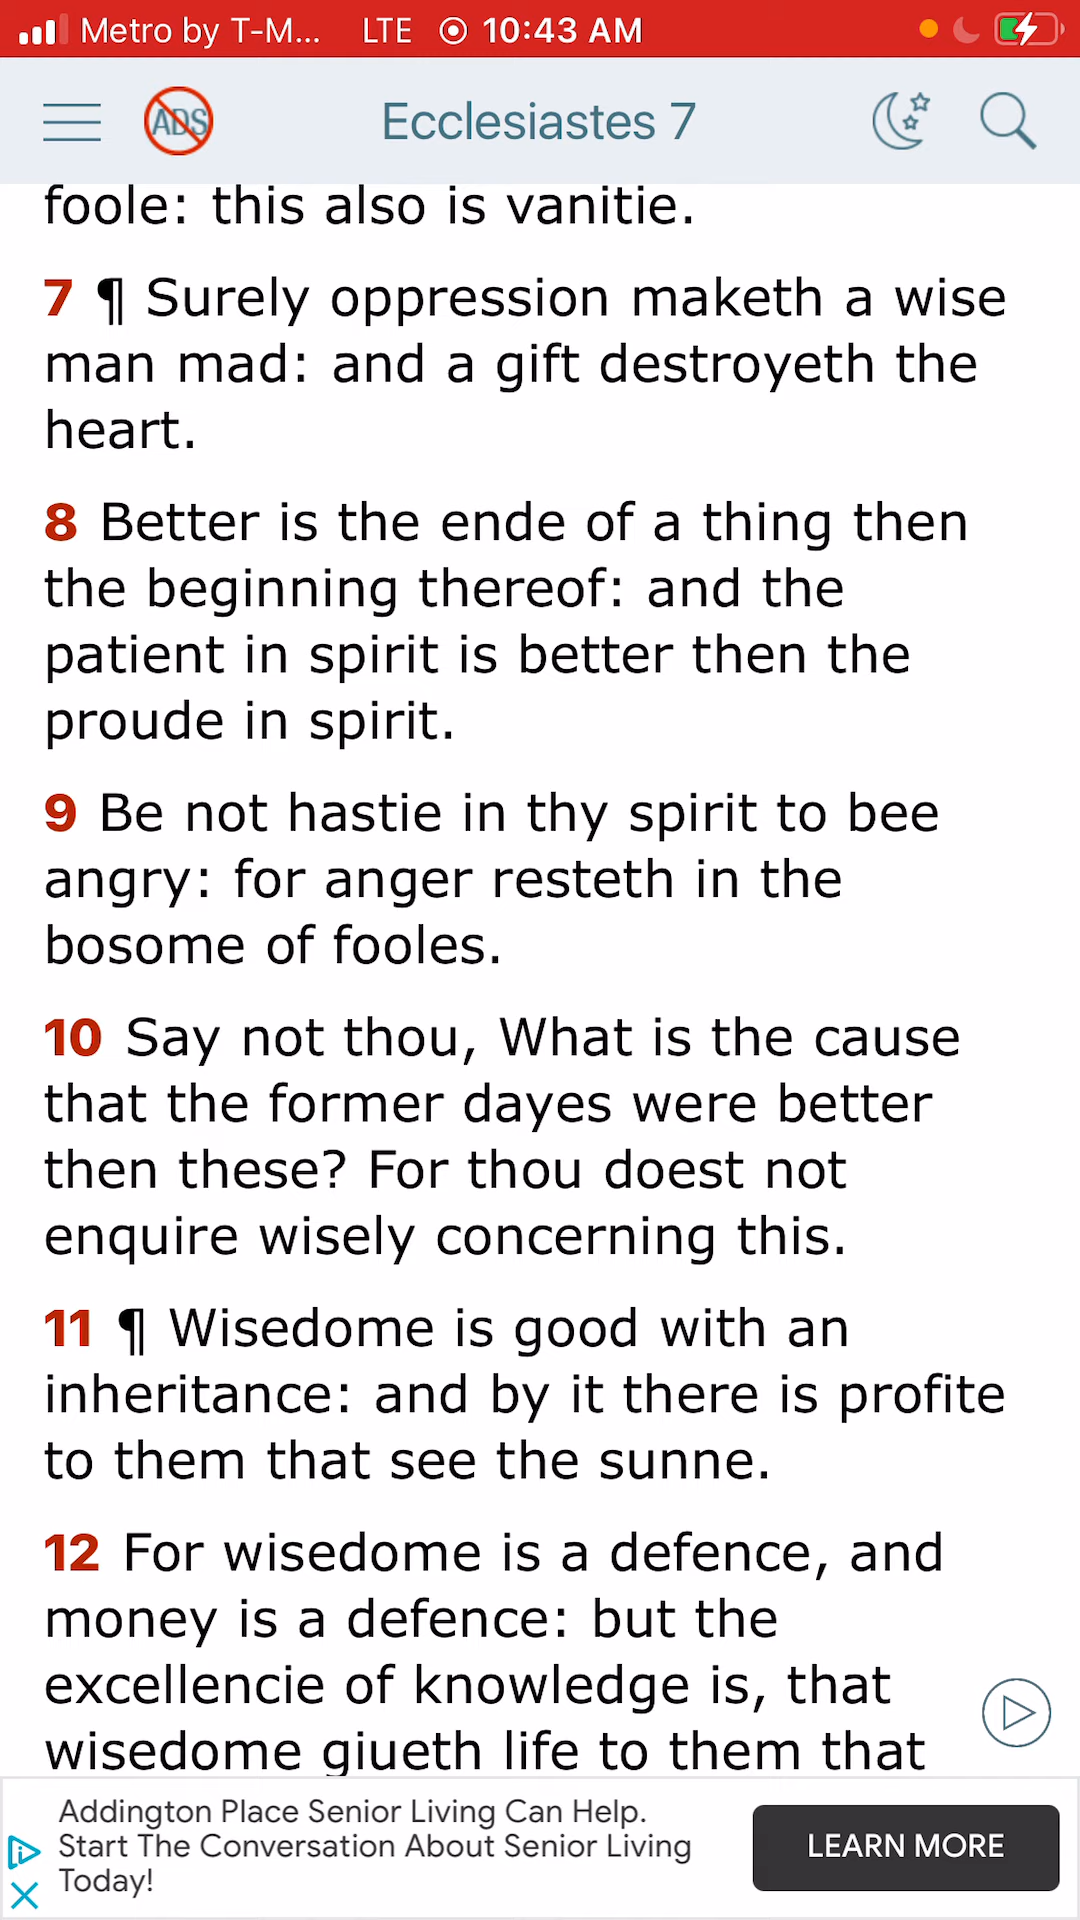 Metro by T-M... LTE 10:43 AM
ADS Ecclesiastes 7
foole: this also is vanitie.
7 ¶ Surely oppression maketh a wise
man mad: and a gift destroyeth the
heart.
8 Better is the ende of a thing then
the beginning thereof: and the
patient in spirit is better then the
proude in spirit.
9 Be not hastie in thy spirit to bee
angry: for anger resteth in the
bosome of fooles.
10 Say not thou, What is the cause
that the former dayes were better
then these? For thou doest not
enquire wisely concerning this.
11 ¶ Wisedome is good with an
inheritance: and by it there is profite
to them that see the sunne.
12 For wisedome is a defence, and
money is a defence: but the
excellencie of knowledge is, that
wisedome giueth life to them that
Addington Place Senior Living Can Help.
Start The Conversation About Senior Living
Today!
LEARN MORE